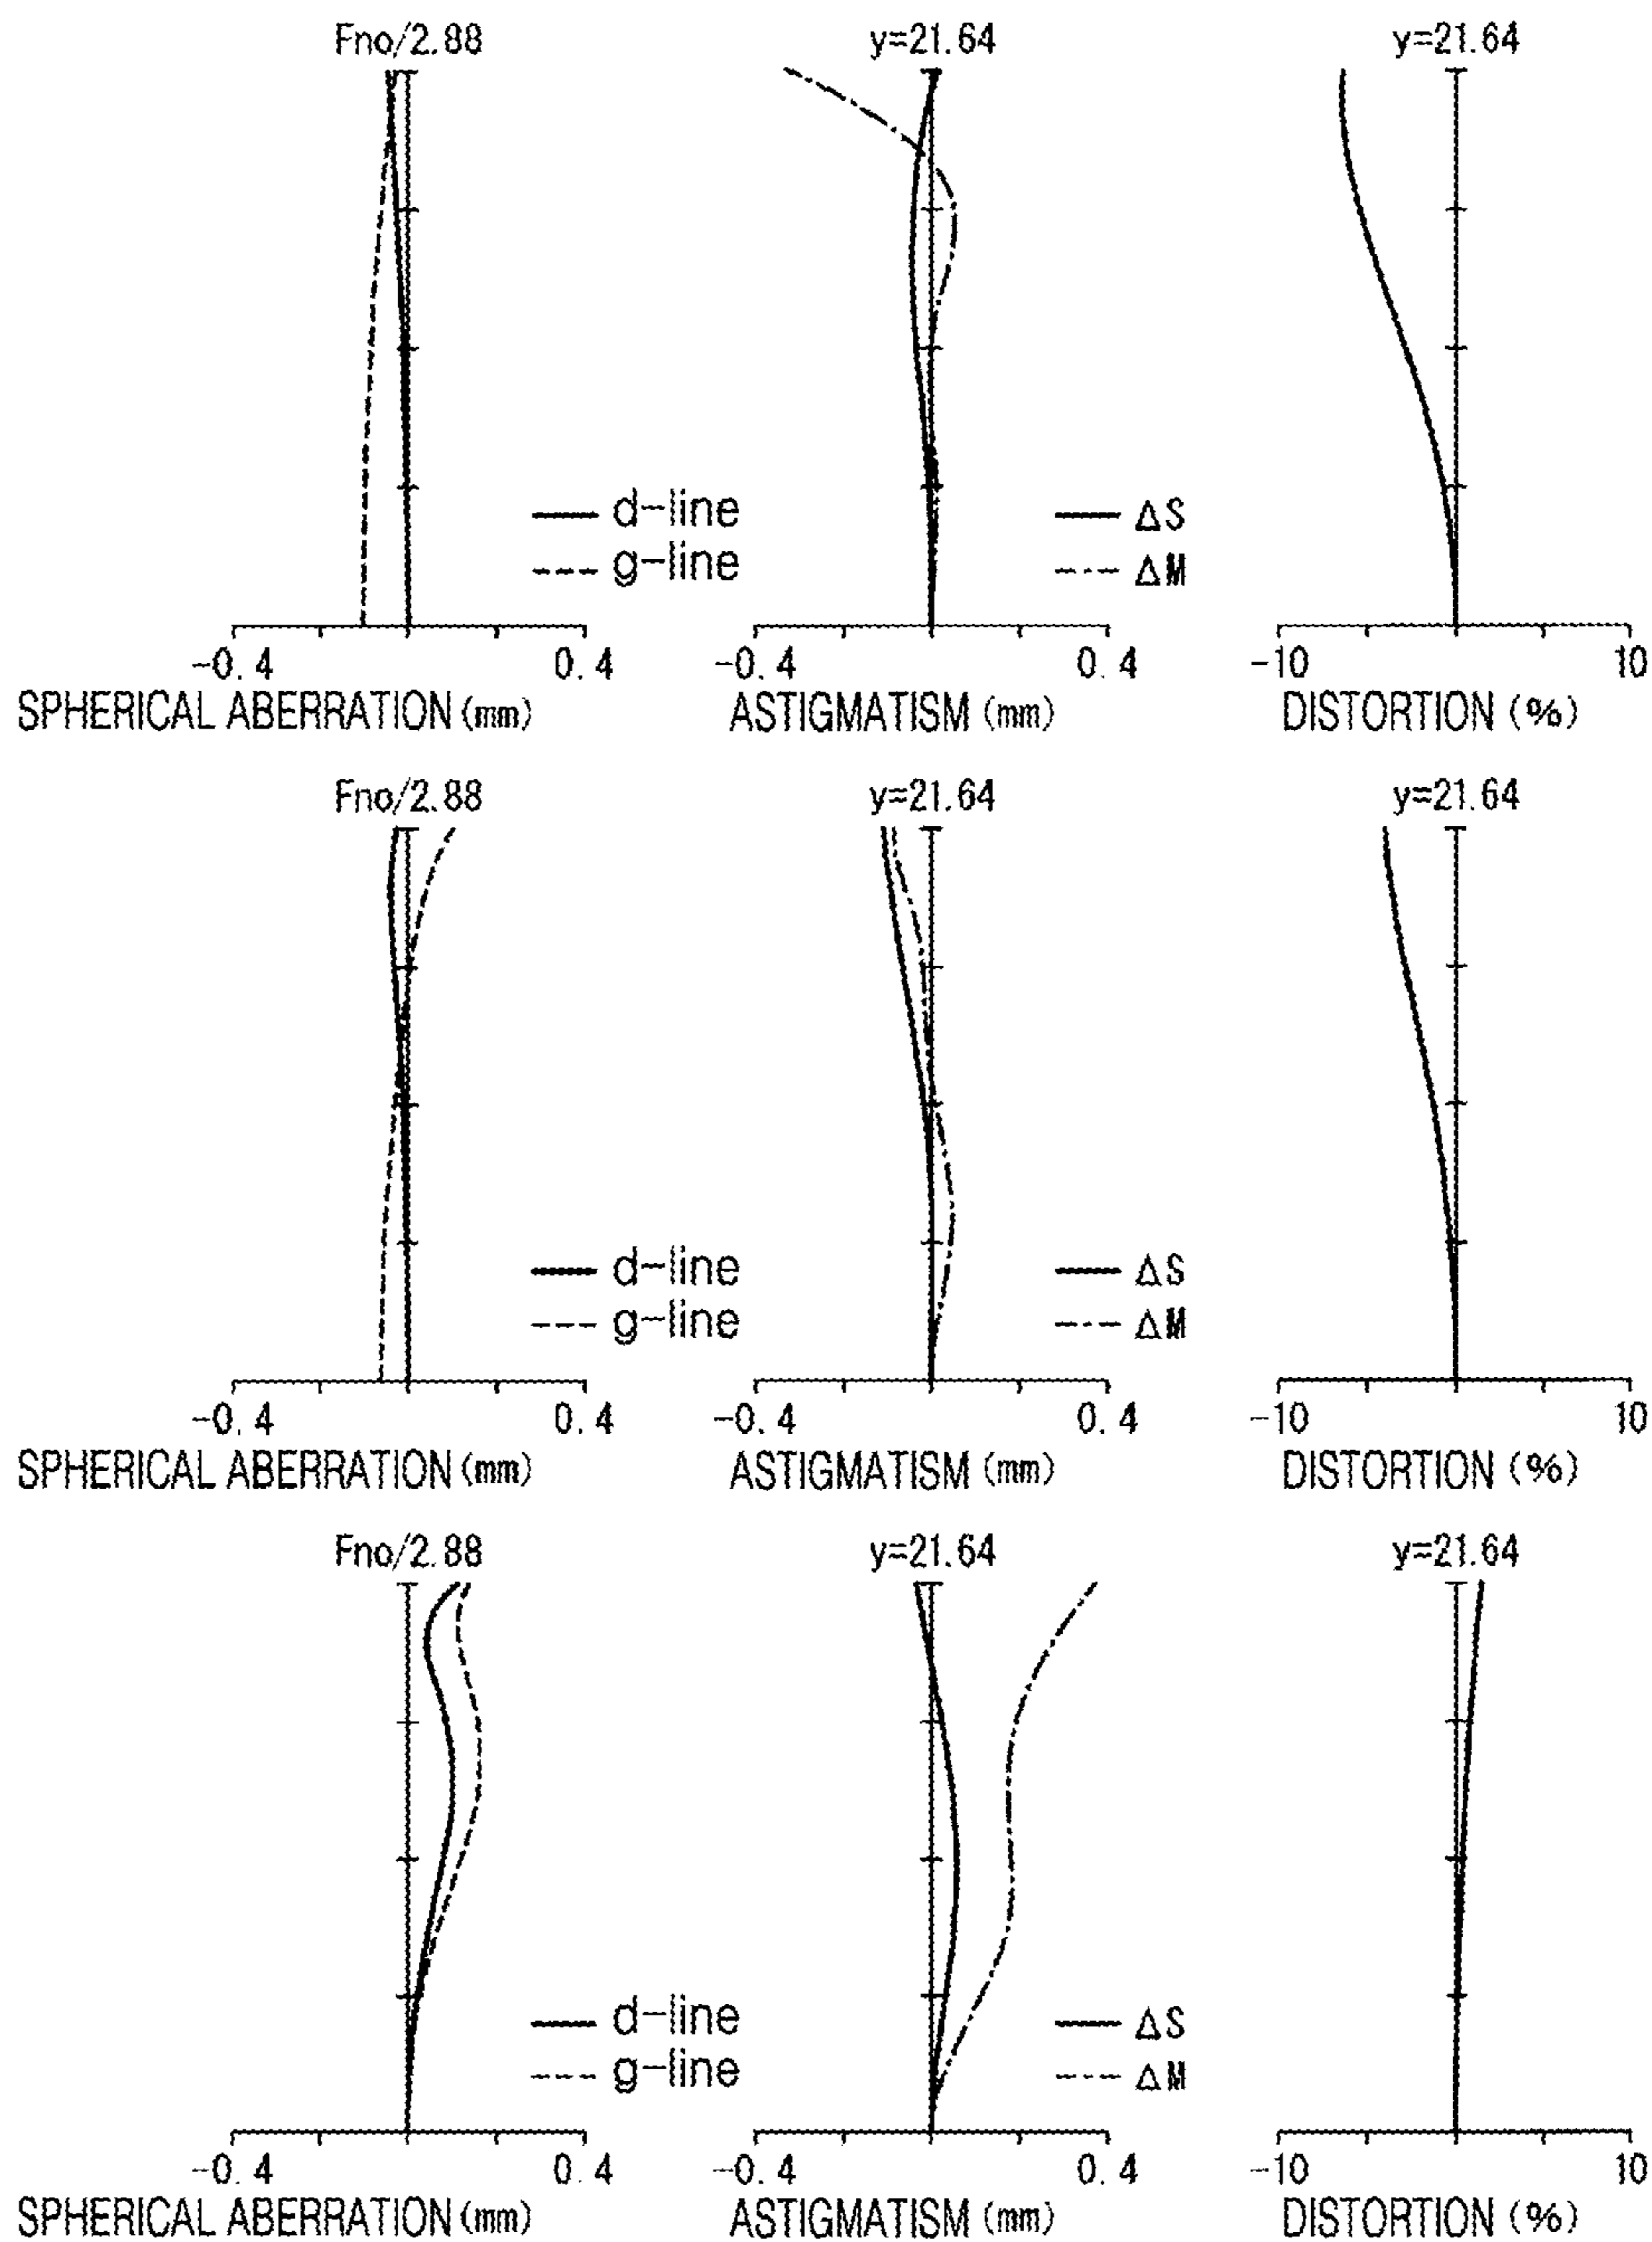 Fno/2.88 y=21.64 y=21.64
d-line ΔS
g-line ΔM
-0.4 0.4 -0.4 0.4 -10 10
SPHERICAL ABERRATION (mm) ASTIGMATISM (mm) DISTORTION (%)
Fno/2.88 y=21.64 y=21.64
d-line ΔS
g-line ΔM
-0.4 0.4 -0.4 0.4 -10 10
SPHERICAL ABERRATION (mm) ASTIGMATISM (mm) DISTORTION (%)
Fno/2.88 y=21.64 y=21.64
d-line ΔS
g-line ΔM
-0.4 0.4 -0.4 0.4 -10 10
SPHERICAL ABERRATION (mm) ASTIGMATISM (mm) DISTORTION (%)